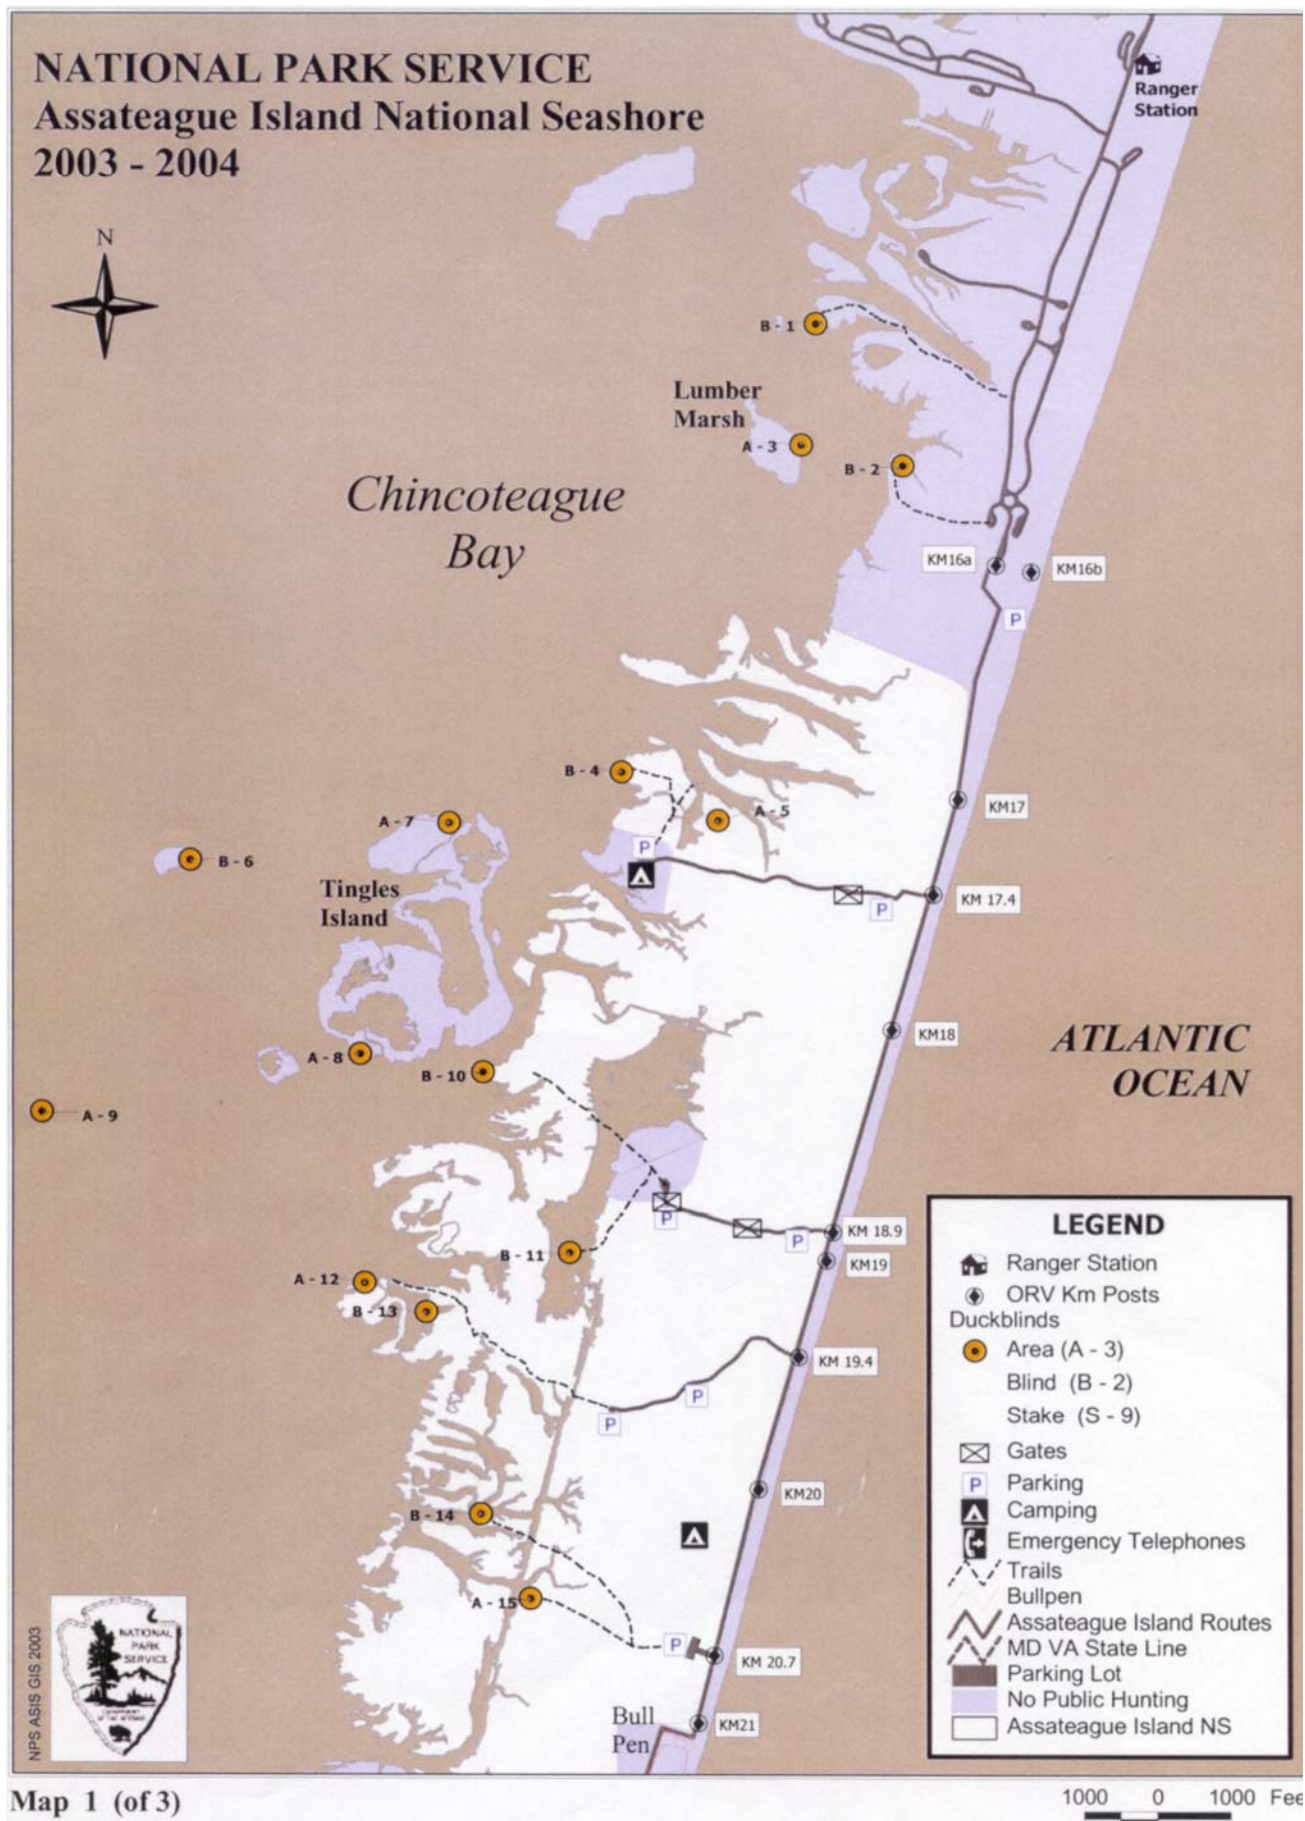 NATIONAL PARK SERVICE
Assateague Island National Seashore
2003 - 2004
N
Ranger
Station
B - 1
Lumber
Marsh
A - 3
B - 2
Chincoteague
Bay
KM16a
KM16b
P
B - 4
A - 5
KM17
A - 7
B - 6
P
Tingles
Island
KM 17.4
P
KM18
ATLANTIC
OCEAN
A - 8
B - 10
A - 9
P
KM 18.9
P
B - 11
KM19
A - 12
B - 13
KM 19.4
P
P
KM20
B - 14
A - 15
P
KM 20.7
Bull
Pen
KM21
LEGEND
Ranger Station
ORV Km Posts
Duckblinds
Area (A - 3)
Blind (B - 2)
Stake (S - 9)
Gates
P Parking
Camping
Emergency Telephones
Trails
Bullpen
Assateague Island Routes
MD VA State Line
Parking Lot
No Public Hunting
Assateague Island NS
NPS ASIS GIS 2003
NATIONAL
PARK
SERVICE
Map 1 (of 3)
1000 0 1000 Fee